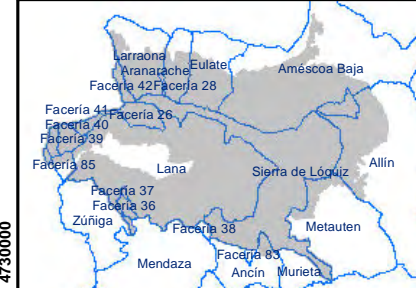 Larraona
Aranarache
Eulate
Améscoa Baja
Facería 42
Facería 28
Facería 41
Facería 26
Facería 40
Facería 39
Facería 85
Lana
Sierra de Lóquiz
Allín
Facería 37
Facería 36
Zúñiga
Facería 38
Metauten
Facería 83
Mendaza
Ancín
Murieta
4730000